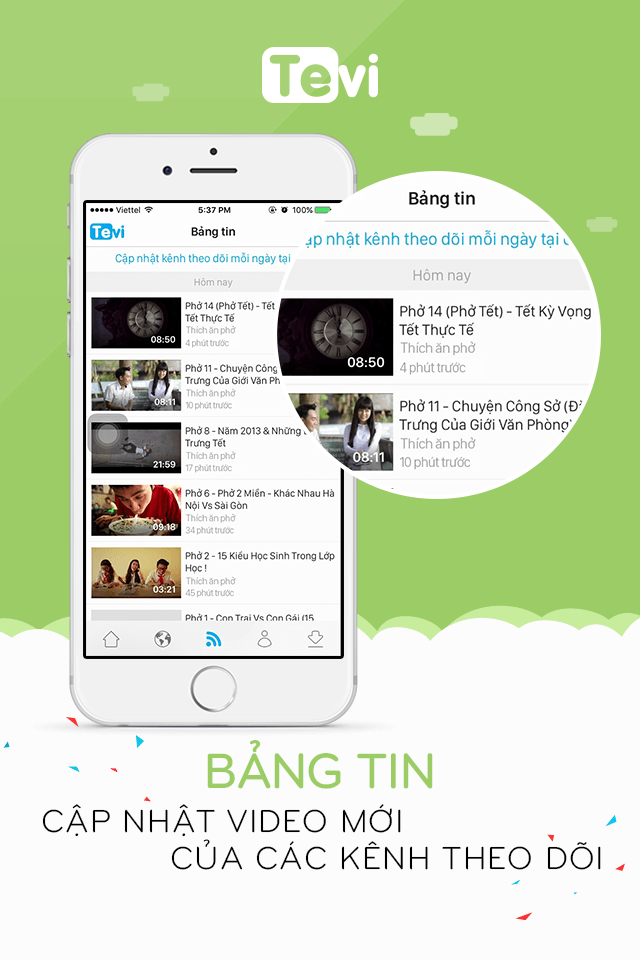 Tevi
Viettel
5:37 PM
100%
Tevi
Bảng tin
Cập nhật kênh theo dõi mỗi ngày tại
Hôm nay
Phở 14 (Phở Tết) - Tết
Tết Thực Tế
Thích ăn phở
4 phút trước
08:50
Phở 11 - Chuyện Công
Trưng Của Giới Văn Ph
Thích ăn phở
10 phút trước
08:11
Phở 8 - Năm 2013 & Những
Trưng Tết
Thích ăn phở
17 phút trước
21:59
Phở 6 - Phở 2 Miền - Khác Nhau Hà
Nội Vs Sài Gòn
Thích ăn phở
34 phút trước
09:18
Phở 2 - 15 Kiểu Học Sinh Trong Lớp
Học !
Thích ăn phở
45 phút trước
03:21
Phở 1 - Con Trai Vs Con Gái (15
Bảng tin
ập nhật kênh theo dõi mỗi ngày tại
Hôm nay
Phở 14 (Phở Tết) - Tết Kỳ Vọng
Tết Thực Tế
Thích ăn phở
4 phút trước
08:50
Phở 11 - Chuyện Công Sở (Đ
Trưng Của Giới Văn Phòng)
Thích ăn phở
10 phút trước
08:11
BẢNG TIN
CẬP NHẬT VIDEO MỚI
CỦA CÁC KÊNH THEO DÕI